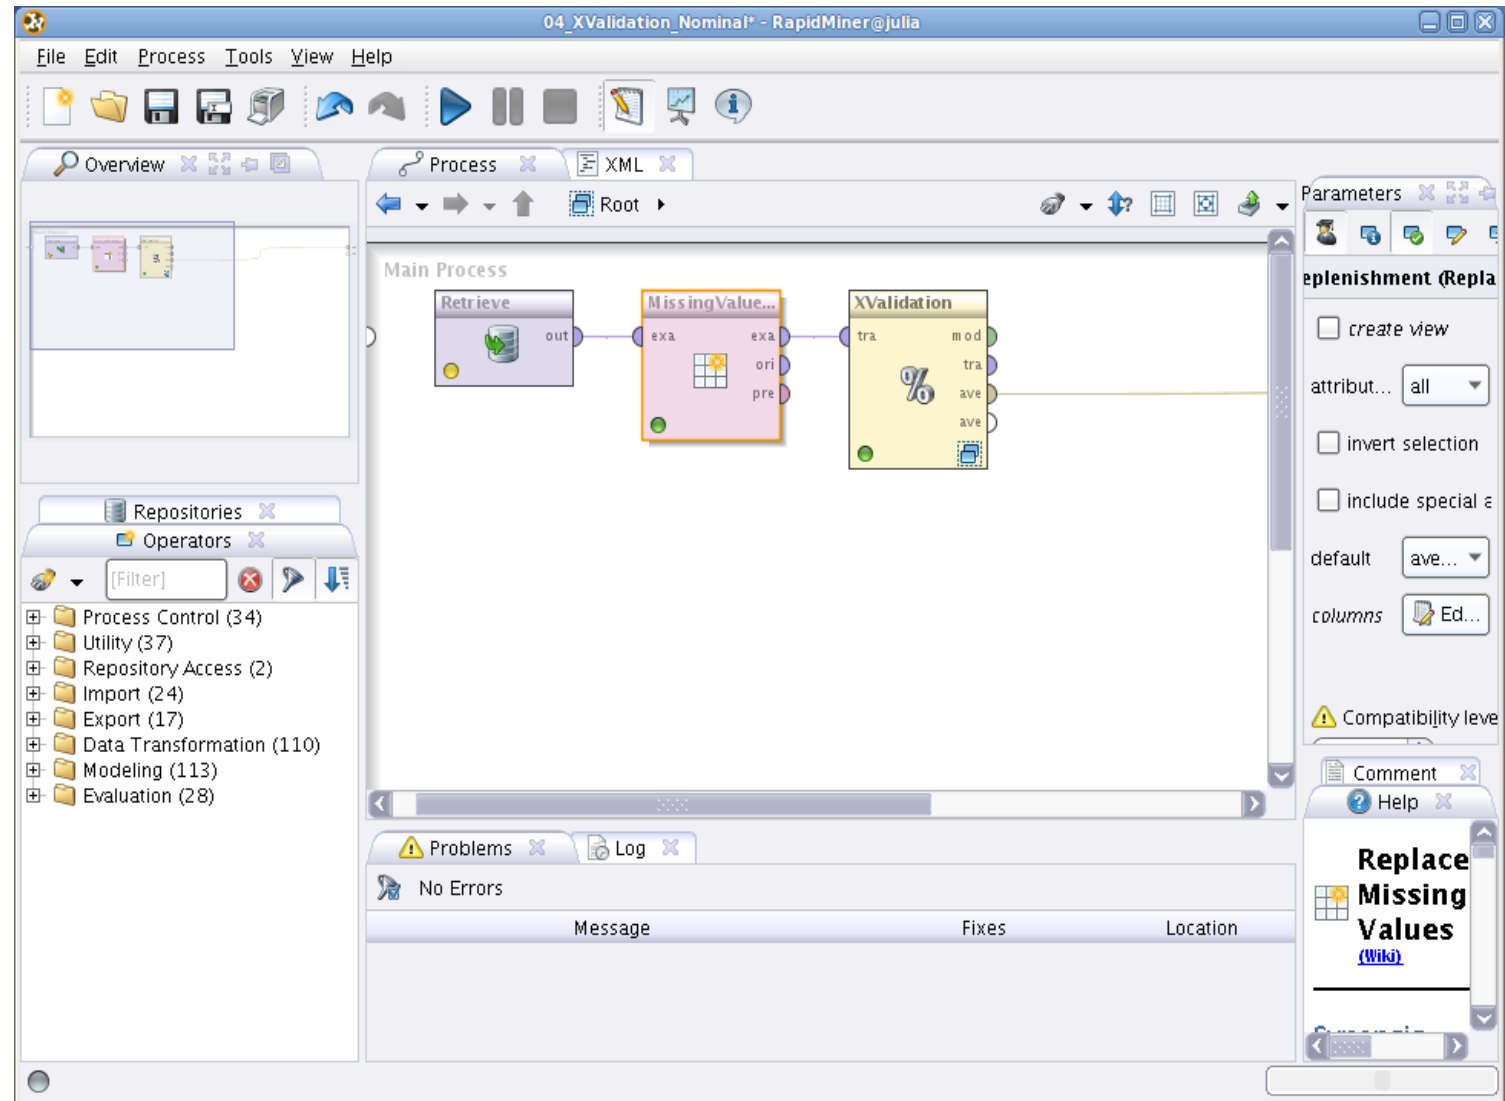 04_XValidation_Nominal* - RapidMiner@julia
File Edit Process Tools View Help
Overview
Process
XML
Root
Parameters
Main Process
Retrieve
out
MissingValue...
exa exa
ori
pre
XValidation
tra mod
tra
ave
ave
eplenishment (Repla
create view
attribut... all
invert selection
include special a
default ave...
columns Ed...
Compatibility leve
Repositories
Operators
[Filter]
Process Control (34)
Utility (37)
Repository Access (2)
Import (24)
Export (17)
Data Transformation (110)
Modeling (113)
Evaluation (28)
Problems
Log
No Errors
Message Fixes Location
Comment
Help
Replace
Missing
Values
(Wiki)